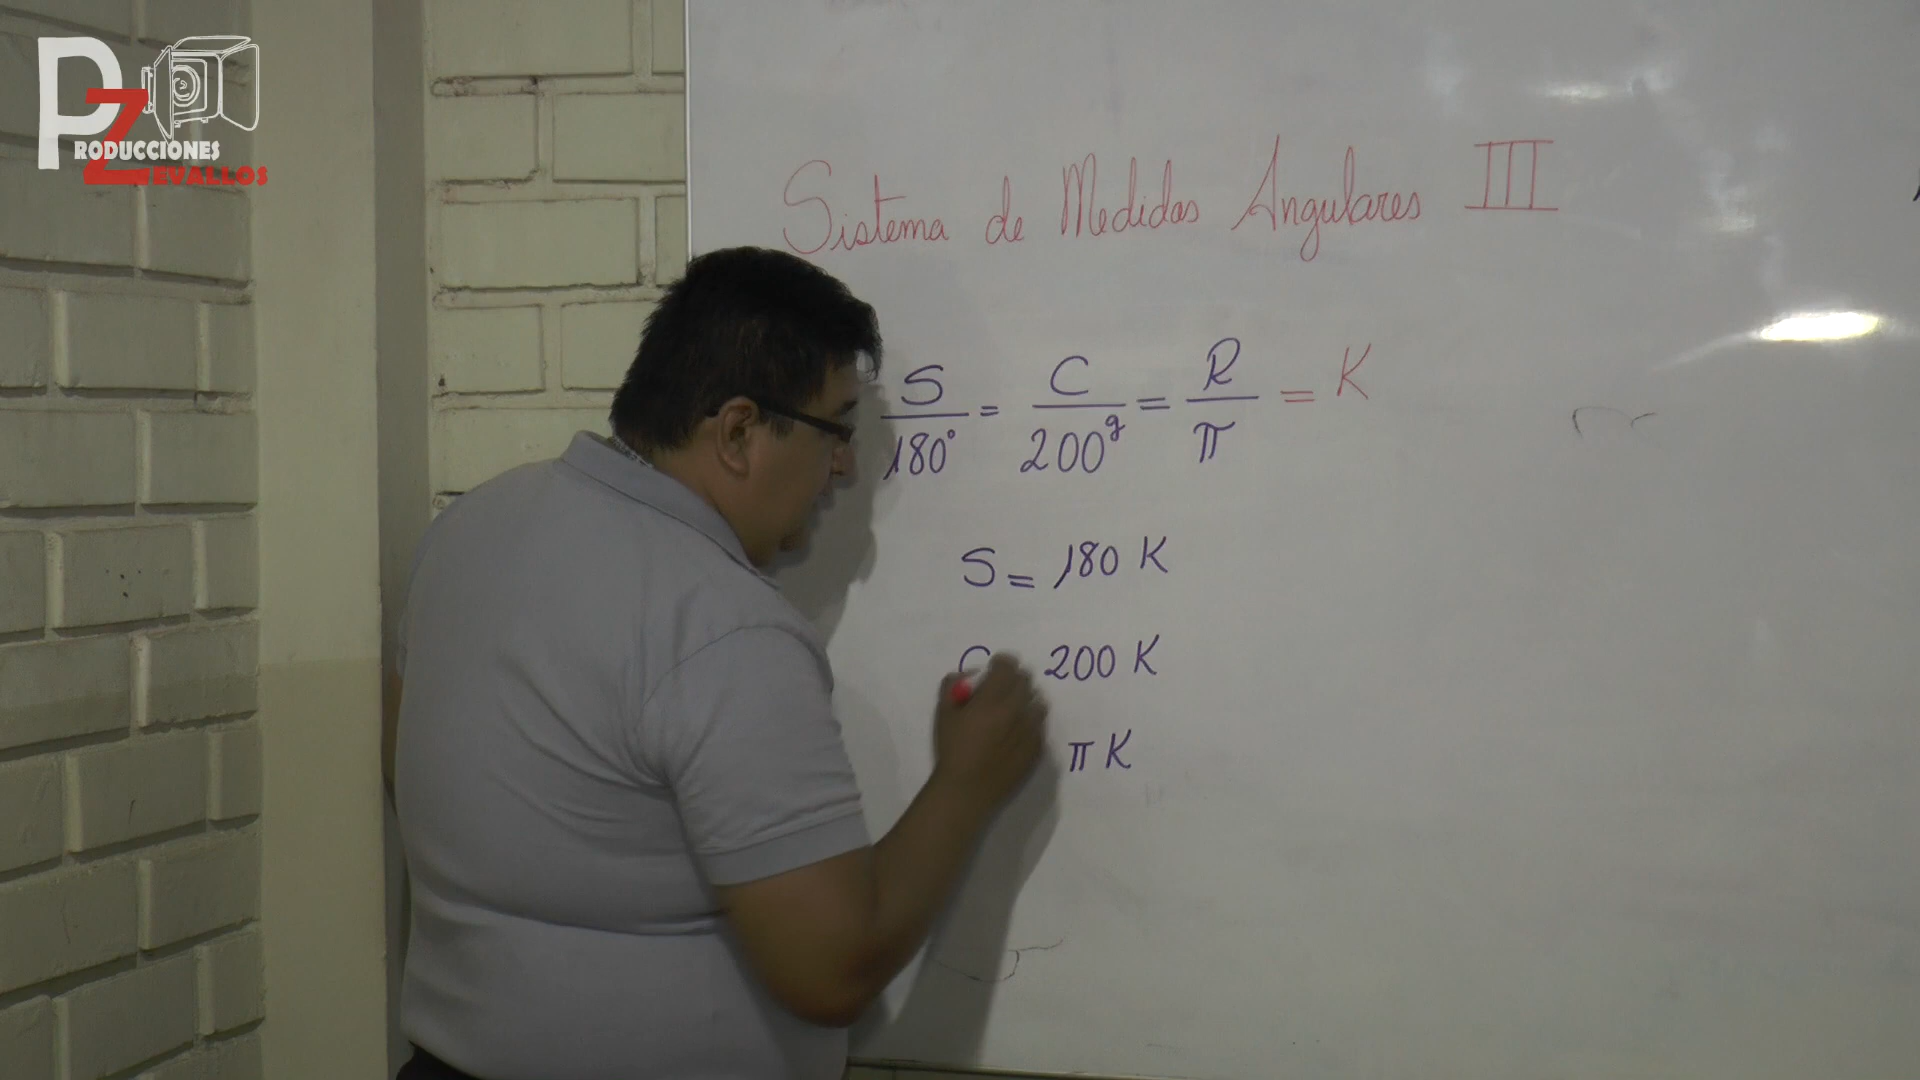 PRODUCCIONES
ZEVALLOS
Sistema de Medidas Angulares III
S/180° = C/200^g = R/π = K
S = 180 K
C 200 K
π K